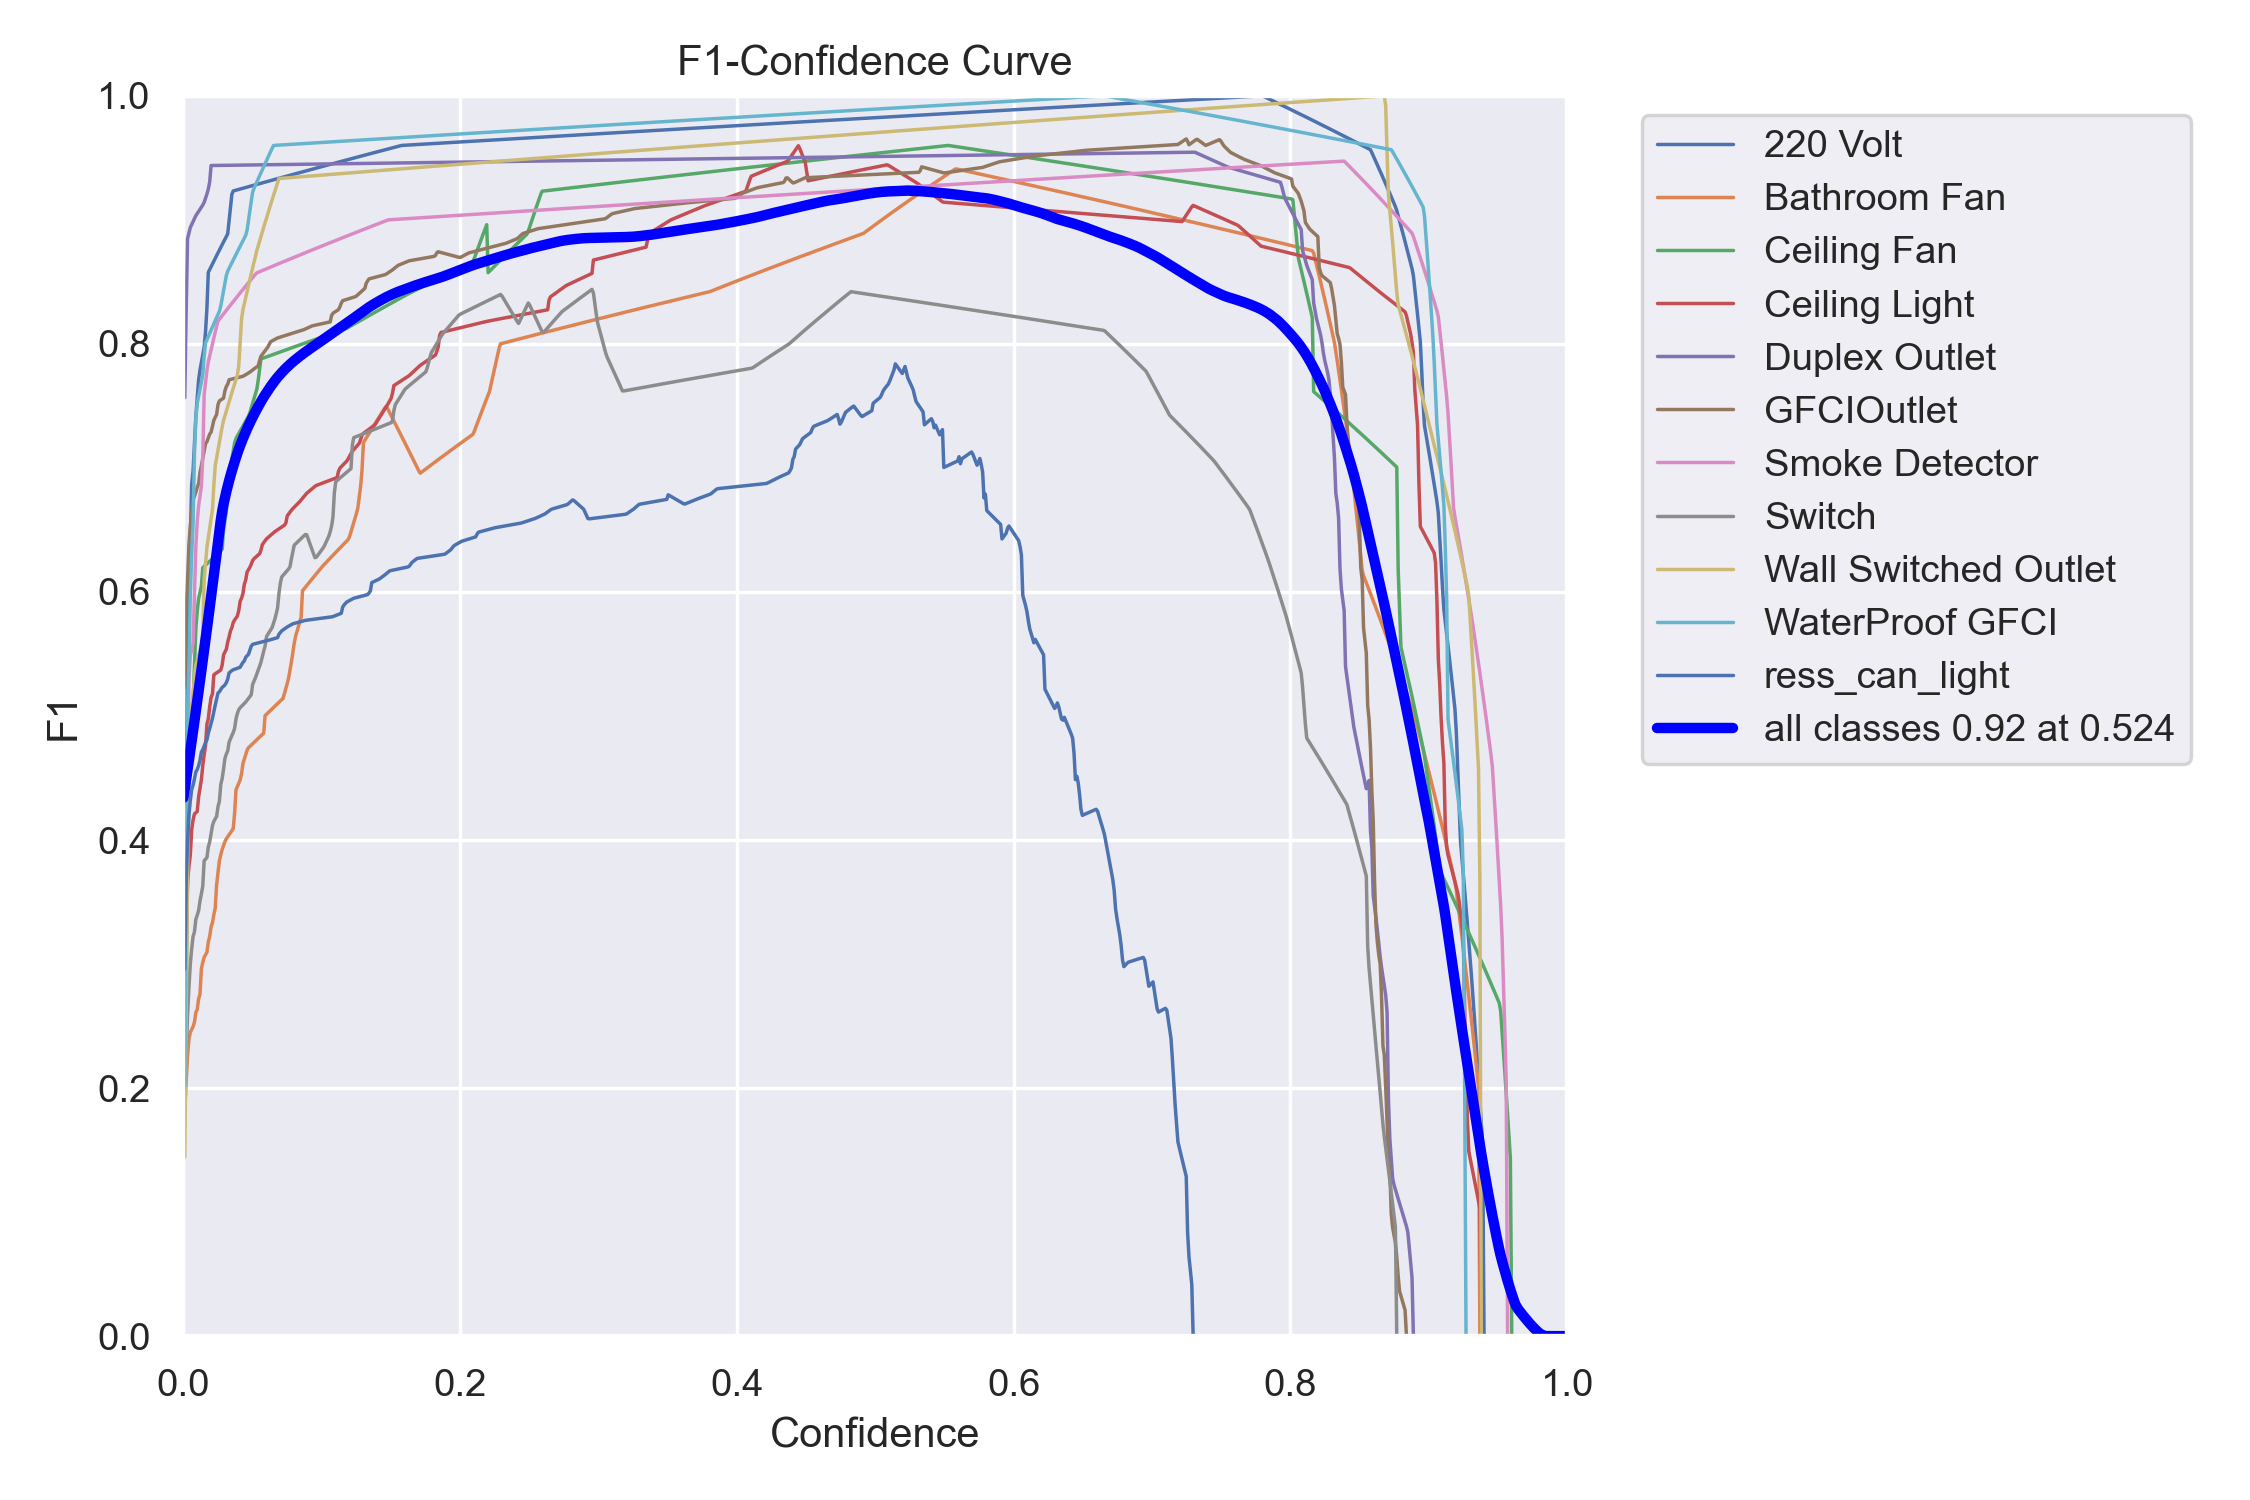 F1-Confidence Curve
1.0
0.8
0.6
0.4
0.2
0.0
F1
0.0 0.2 0.4 0.6 0.8 1.0
Confidence
220 Volt
Bathroom Fan
Ceiling Fan
Ceiling Light
Duplex Outlet
GFCIOutlet
Smoke Detector
Switch
Wall Switched Outlet
WaterProof GFCI
ress_can_light
all classes 0.92 at 0.524